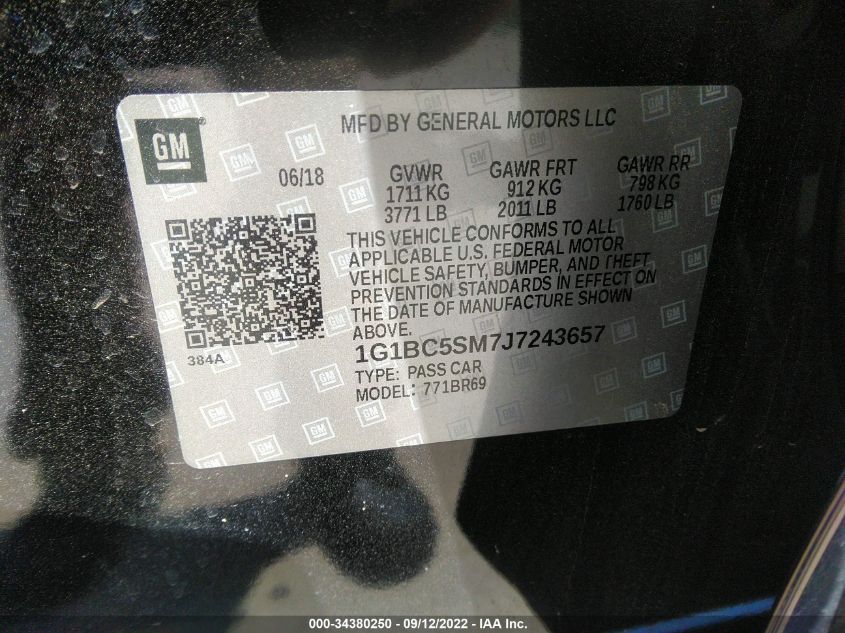 GM
MFD BY GENERAL MOTORS LLC
06/18
GVWR GAWR FRT GAWR RR
1711 KG 912 KG 798 KG
3771 LB 2011 LB 1760 LB
THIS VEHICLE CONFORMS TO ALL
APPLICABLE U.S. FEDERAL MOTOR
VEHICLE SAFETY, BUMPER, AND THEFT
PREVENTION STANDARDS IN EFFECT ON
THE DATE OF MANUFACTURE SHOWN
ABOVE.
384A
1G1BC5SM7J7243657
TYPE: PASS CAR
MODEL: 771BR69
000-34380250 - 09/12/2022 - IAA Inc.